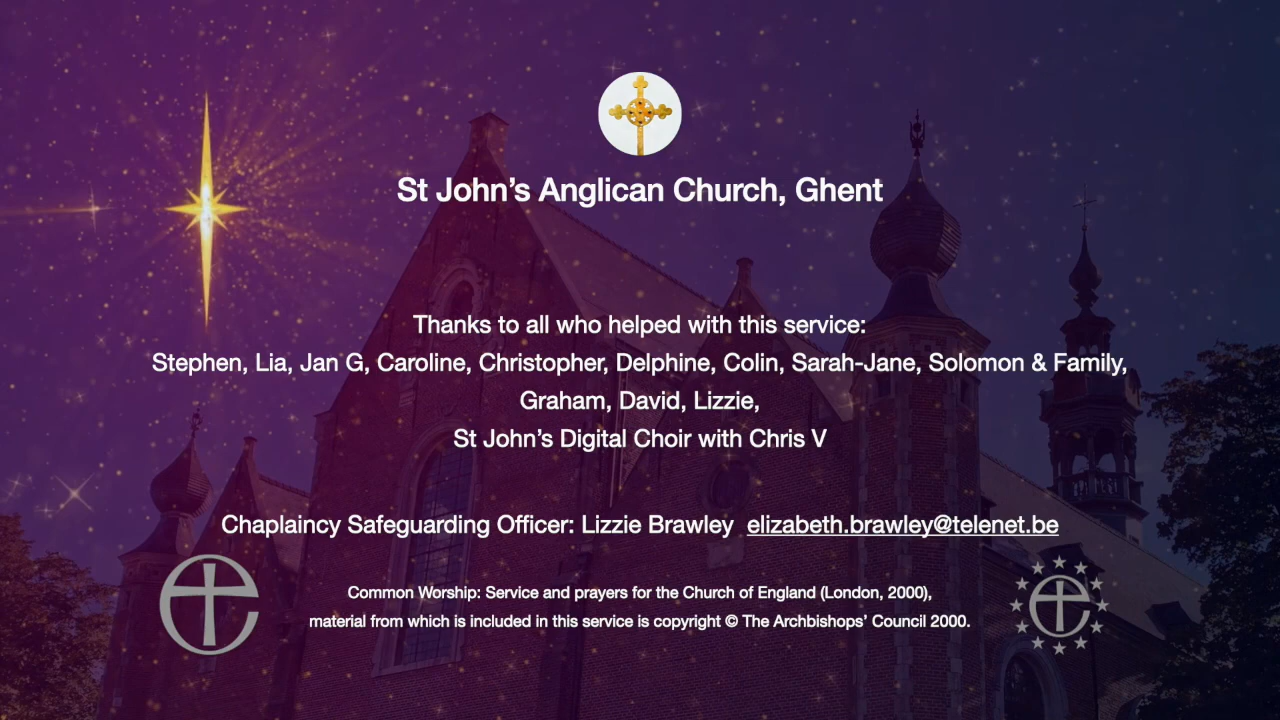 St John’s Anglican Church, Ghent
Thanks to all who helped with this service:
Stephen, Lia, Jan G, Caroline, Christopher, Delphine, Colin, Sarah-Jane, Solomon & Family,
Graham, David, Lizzie,
St John’s Digital Choir with Chris V
Chaplaincy Safeguarding Officer: Lizzie Brawley  elizabeth.brawley@telenet.be
Common Worship: Service and prayers for the Church of England (London, 2000),
material from which is included in this service is copyright © The Archbishops’ Council 2000.